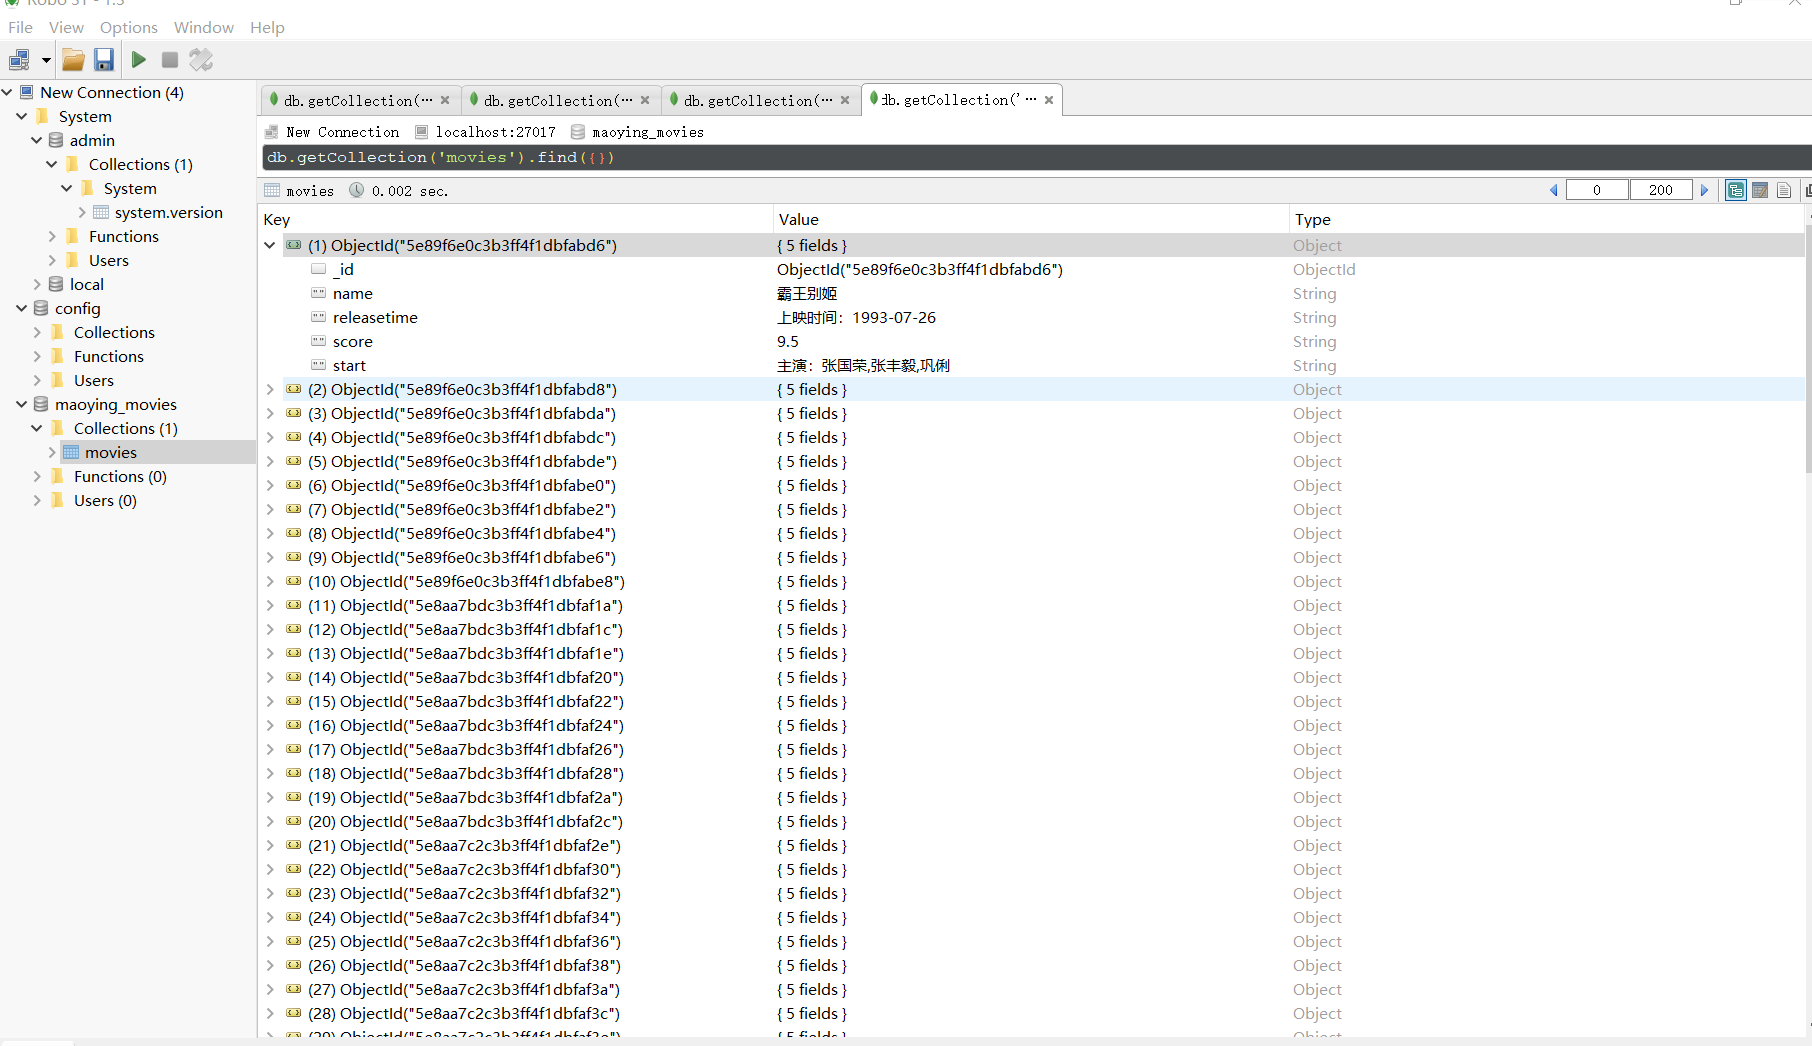 Robo 3T - 1.3
File View Options Window Help
New Connection (4)
System
admin
Collections (1)
System
system.version
Functions
Users
local
config
Collections
Functions
Users
maoying_movies
Collections (1)
movies
Functions (0)
Users (0)
db.getCollection(··· × db.getCollection(··· × db.getCollection(··· × db.getCollection('··· ×
New Connection localhost:27017 maoying_movies
db.getCollection('movies').find({})
movies 0.002 sec. 0 200
Key Value Type
(1) ObjectId("5e89f6e0c3b3ff4f1dbfabd6") { 5 fields } Object
_id ObjectId("5e89f6e0c3b3ff4f1dbfabd6") ObjectId
name 霸王别姬 String
releasetime 上映时间：1993-07-26 String
score 9.5 String
start 主演：张国荣,张丰毅,巩俐 String
(2) ObjectId("5e89f6e0c3b3ff4f1dbfabd8") { 5 fields } Object
(3) ObjectId("5e89f6e0c3b3ff4f1dbfabda") { 5 fields } Object
(4) ObjectId("5e89f6e0c3b3ff4f1dbfabdc") { 5 fields } Object
(5) ObjectId("5e89f6e0c3b3ff4f1dbfabde") { 5 fields } Object
(6) ObjectId("5e89f6e0c3b3ff4f1dbfabe0") { 5 fields } Object
(7) ObjectId("5e89f6e0c3b3ff4f1dbfabe2") { 5 fields } Object
(8) ObjectId("5e89f6e0c3b3ff4f1dbfabe4") { 5 fields } Object
(9) ObjectId("5e89f6e0c3b3ff4f1dbfabe6") { 5 fields } Object
(10) ObjectId("5e89f6e0c3b3ff4f1dbfabe8") { 5 fields } Object
(11) ObjectId("5e8aa7bdc3b3ff4f1dbfaf1a") { 5 fields } Object
(12) ObjectId("5e8aa7bdc3b3ff4f1dbfaf1c") { 5 fields } Object
(13) ObjectId("5e8aa7bdc3b3ff4f1dbfaf1e") { 5 fields } Object
(14) ObjectId("5e8aa7bdc3b3ff4f1dbfaf20") { 5 fields } Object
(15) ObjectId("5e8aa7bdc3b3ff4f1dbfaf22") { 5 fields } Object
(16) ObjectId("5e8aa7bdc3b3ff4f1dbfaf24") { 5 fields } Object
(17) ObjectId("5e8aa7bdc3b3ff4f1dbfaf26") { 5 fields } Object
(18) ObjectId("5e8aa7bdc3b3ff4f1dbfaf28") { 5 fields } Object
(19) ObjectId("5e8aa7bdc3b3ff4f1dbfaf2a") { 5 fields } Object
(20) ObjectId("5e8aa7bdc3b3ff4f1dbfaf2c") { 5 fields } Object
(21) ObjectId("5e8aa7c2c3b3ff4f1dbfaf2e") { 5 fields } Object
(22) ObjectId("5e8aa7c2c3b3ff4f1dbfaf30") { 5 fields } Object
(23) ObjectId("5e8aa7c2c3b3ff4f1dbfaf32") { 5 fields } Object
(24) ObjectId("5e8aa7c2c3b3ff4f1dbfaf34") { 5 fields } Object
(25) ObjectId("5e8aa7c2c3b3ff4f1dbfaf36") { 5 fields } Object
(26) ObjectId("5e8aa7c2c3b3ff4f1dbfaf38") { 5 fields } Object
(27) ObjectId("5e8aa7c2c3b3ff4f1dbfaf3a") { 5 fields } Object
(28) ObjectId("5e8aa7c2c3b3ff4f1dbfaf3c") { 5 fields } Object
(29) ObjectId("5e8aa7c2c3b3ff4f1dbfaf3e") { 5 fields } Object